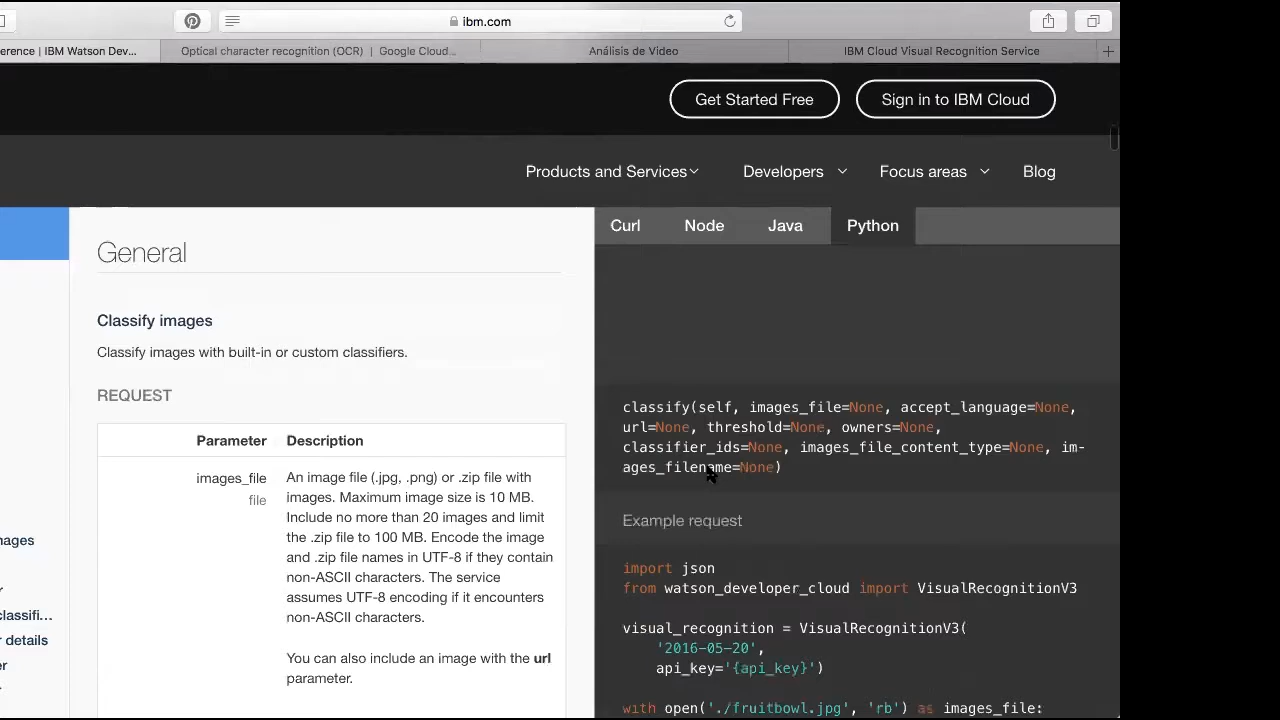 ibm.com
erence | IBM Watson Dev...
Optical character recognition (OCR) | Google Cloud...
Análisis de Video
IBM Cloud Visual Recognition Service
Get Started Free
Sign in to IBM Cloud
Products and Services
Developers
Focus areas
Blog
General
Classify images
Classify images with built-in or custom classifiers.
REQUEST
Parameter
Description
images_file
file
An image file (.jpg, .png) or .zip file with
images. Maximum image size is 10 MB.
Include no more than 20 images and limit
the .zip file to 100 MB. Encode the image
and .zip file names in UTF-8 if they contain
non-ASCII characters. The service
assumes UTF-8 encoding if it encounters
non-ASCII characters.
You can also include an image with the url
parameter.
nages
r
classifi...
r details
er
Curl
Node
Java
Python
classify(self, images_file=None, accept_language=None,
url=None, threshold=None, owners=None,
classifier_ids=None, images_file_content_type=None, im-
ages_filename=None)
Example request
import json
from watson_developer_cloud import VisualRecognitionV3
visual_recognition = VisualRecognitionV3(
'2016-05-20',
api_key='{api_key}')
with open('./fruitbowl.jpg', 'rb') as images_file: